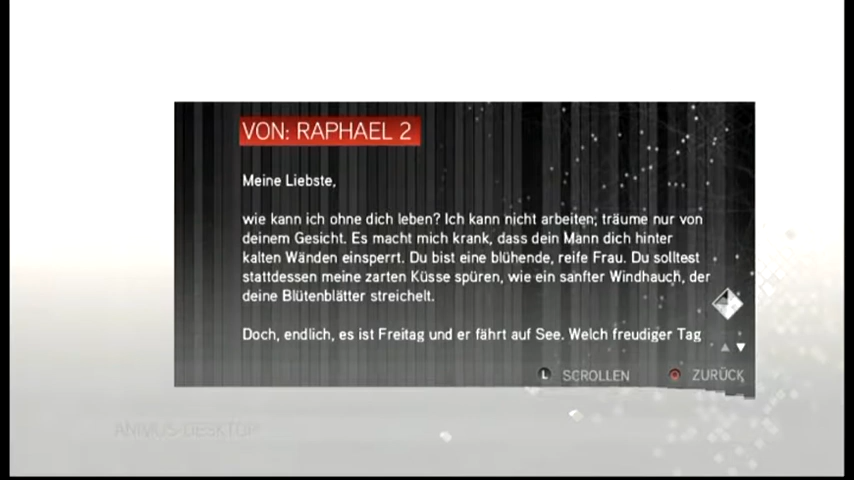 VON: RAPHAEL 2
Meine Liebste,
wie kann ich ohne dich leben? Ich kann nicht arbeiten, träume nur von
deinem Gesicht. Es macht mich krank, dass dein Mann dich hinter
kalten Wänden einsperrt. Du bist eine blühende, reife Frau. Du solltest
stattdessen meine zarten Küsse spüren, wie ein sanfter Windhauch, der
deine Blütenblätter streichelt.
Doch, endlich, es ist Freitag und er fährt auf See. Welch freudiger Tag
L SCROLLEN ZURÜCK
ANIMUS-DESKTOP